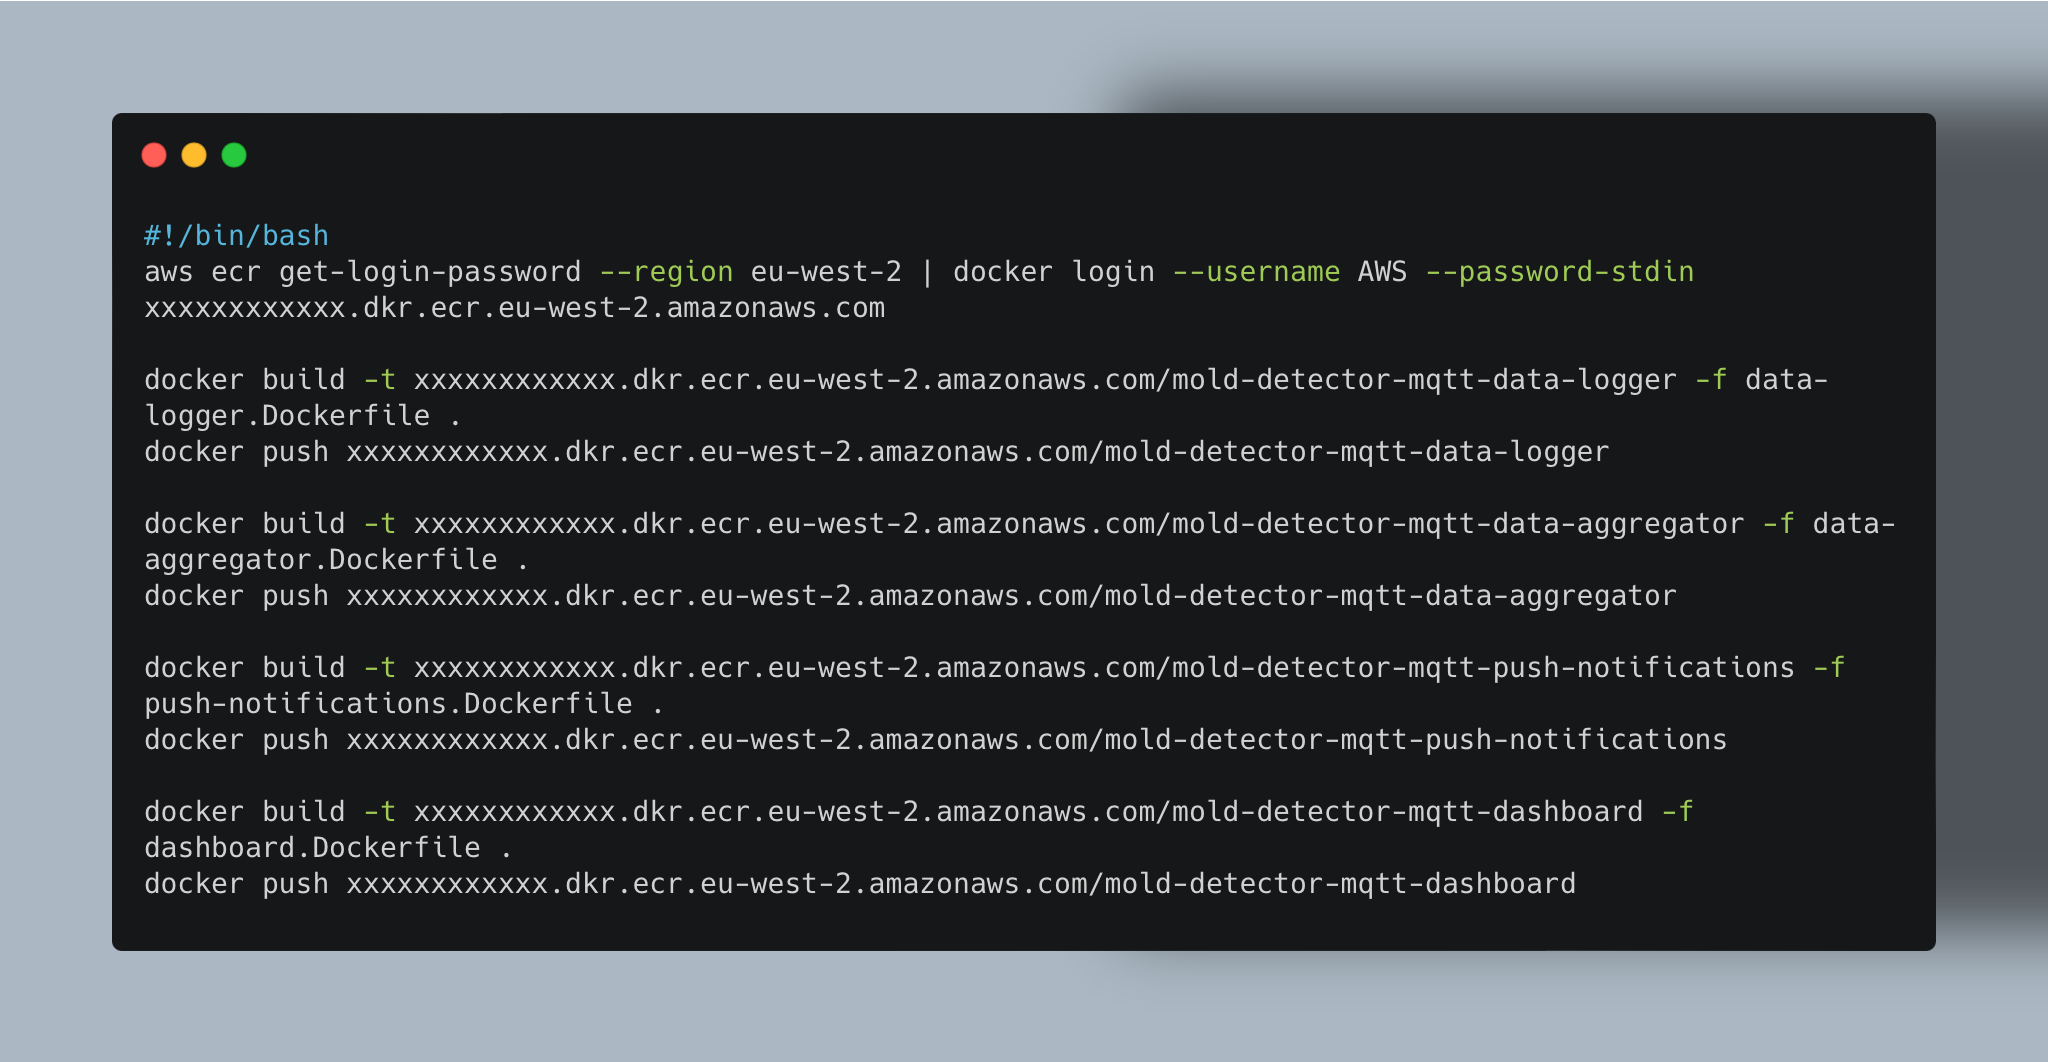 #!/bin/bash
aws ecr get-login-password --region eu-west-2 | docker login --username AWS --password-stdin
xxxxxxxxxxxx.dkr.ecr.eu-west-2.amazonaws.com

docker build -t xxxxxxxxxxxx.dkr.ecr.eu-west-2.amazonaws.com/mold-detector-mqtt-data-logger -f data-
logger.Dockerfile .
docker push xxxxxxxxxxxx.dkr.ecr.eu-west-2.amazonaws.com/mold-detector-mqtt-data-logger

docker build -t xxxxxxxxxxxx.dkr.ecr.eu-west-2.amazonaws.com/mold-detector-mqtt-data-aggregator -f data-
aggregator.Dockerfile .
docker push xxxxxxxxxxxx.dkr.ecr.eu-west-2.amazonaws.com/mold-detector-mqtt-data-aggregator

docker build -t xxxxxxxxxxxx.dkr.ecr.eu-west-2.amazonaws.com/mold-detector-mqtt-push-notifications -f
push-notifications.Dockerfile .
docker push xxxxxxxxxxxx.dkr.ecr.eu-west-2.amazonaws.com/mold-detector-mqtt-push-notifications

docker build -t xxxxxxxxxxxx.dkr.ecr.eu-west-2.amazonaws.com/mold-detector-mqtt-dashboard -f
dashboard.Dockerfile .
docker push xxxxxxxxxxxx.dkr.ecr.eu-west-2.amazonaws.com/mold-detector-mqtt-dashboard